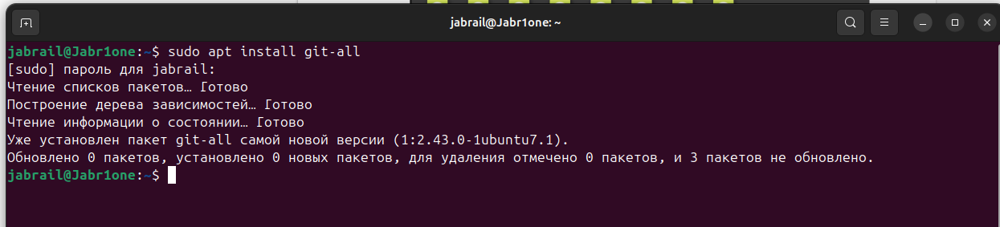 jabrail@Jabr1one: ~
jabrail@Jabr1one:~$ sudo apt install git-all
[sudo] пароль для jabrail:
Чтение списков пакетов… Готово
Построение дерева зависимостей… Готово
Чтение информации о состоянии… Готово
Уже установлен пакет git-all самой новой версии (1:2.43.0-1ubuntu7.1).
Обновлено 0 пакетов, установлено 0 новых пакетов, для удаления отмечено 0 пакетов, и 3 пакетов не обновлено.
jabrail@Jabr1one:~$